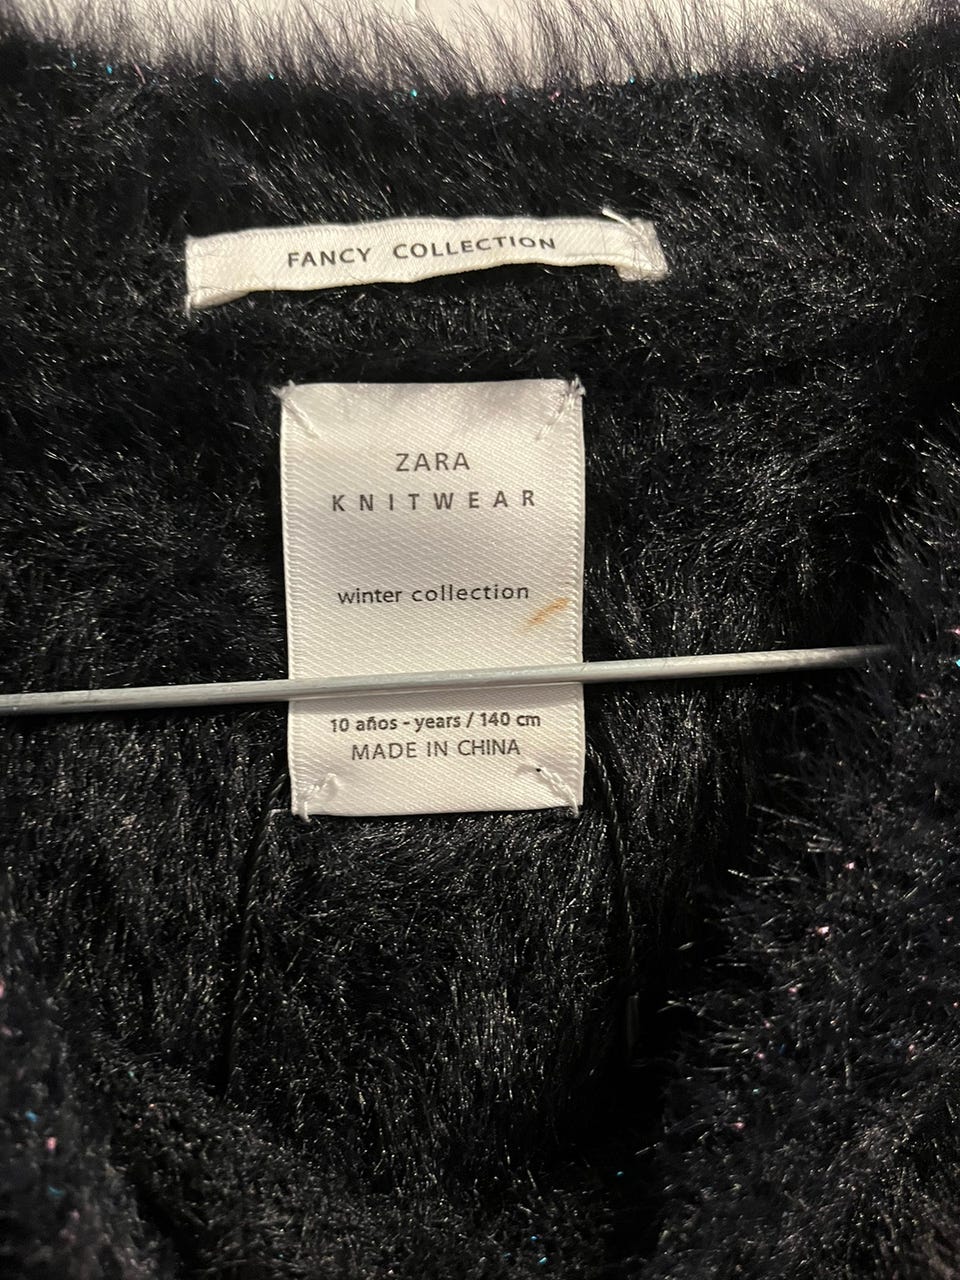 FANCY COLLECTION
ZARA
KNITWEAR
winter collection
10 años - years / 140 cm
MADE IN CHINA